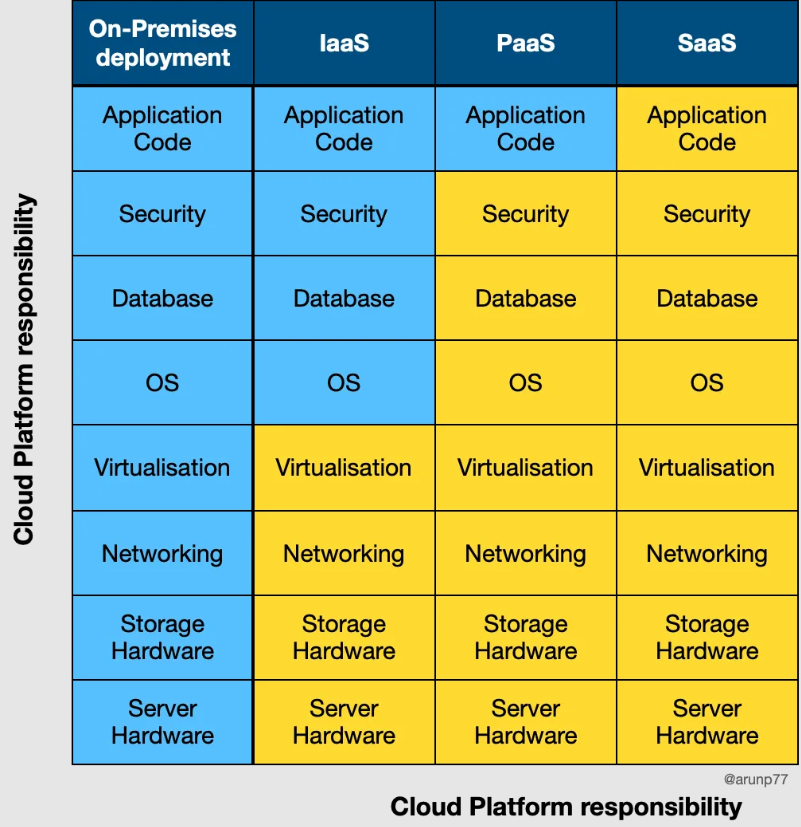 On-Premises
deployment
IaaS
PaaS
SaaS
Application
Code
Application
Code
Application
Code
Application
Code
Security
Security
Security
Security
Database
Database
Database
Database
OS
OS
OS
OS
Virtualisation
Virtualisation
Virtualisation
Virtualisation
Networking
Networking
Networking
Networking
Storage
Hardware
Storage
Hardware
Storage
Hardware
Storage
Hardware
Server
Hardware
Server
Hardware
Server
Hardware
Server
Hardware
Cloud Platform responsibility
@arunp77
Cloud Platform responsibility